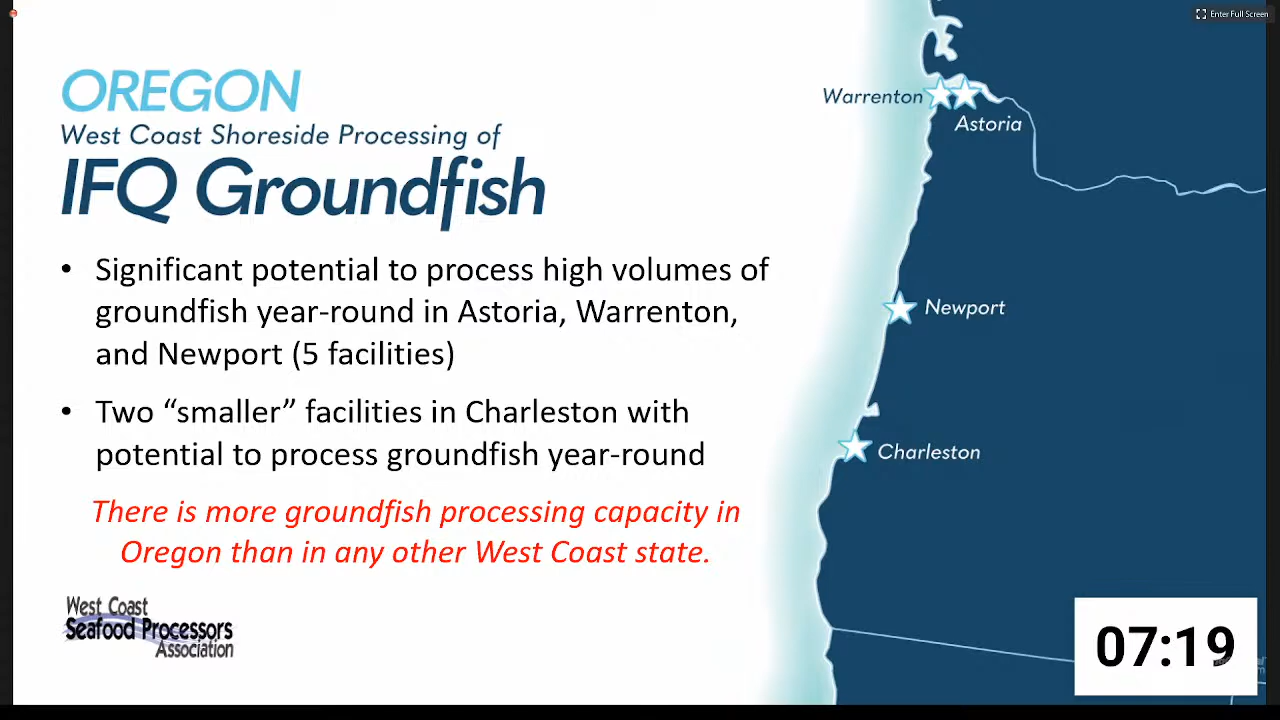 Enter Full Screen
OREGON
West Coast Shoreside Processing of
IFQ Groundfish
• Significant potential to process high volumes of
groundfish year-round in Astoria, Warrenton,
and Newport (5 facilities)
• Two “smaller” facilities in Charleston with
potential to process groundfish year-round
There is more groundfish processing capacity in
Oregon than in any other West Coast state.
West Coast
Seafood Processors
Association
Warrenton
Astoria
Newport
Charleston
07:19